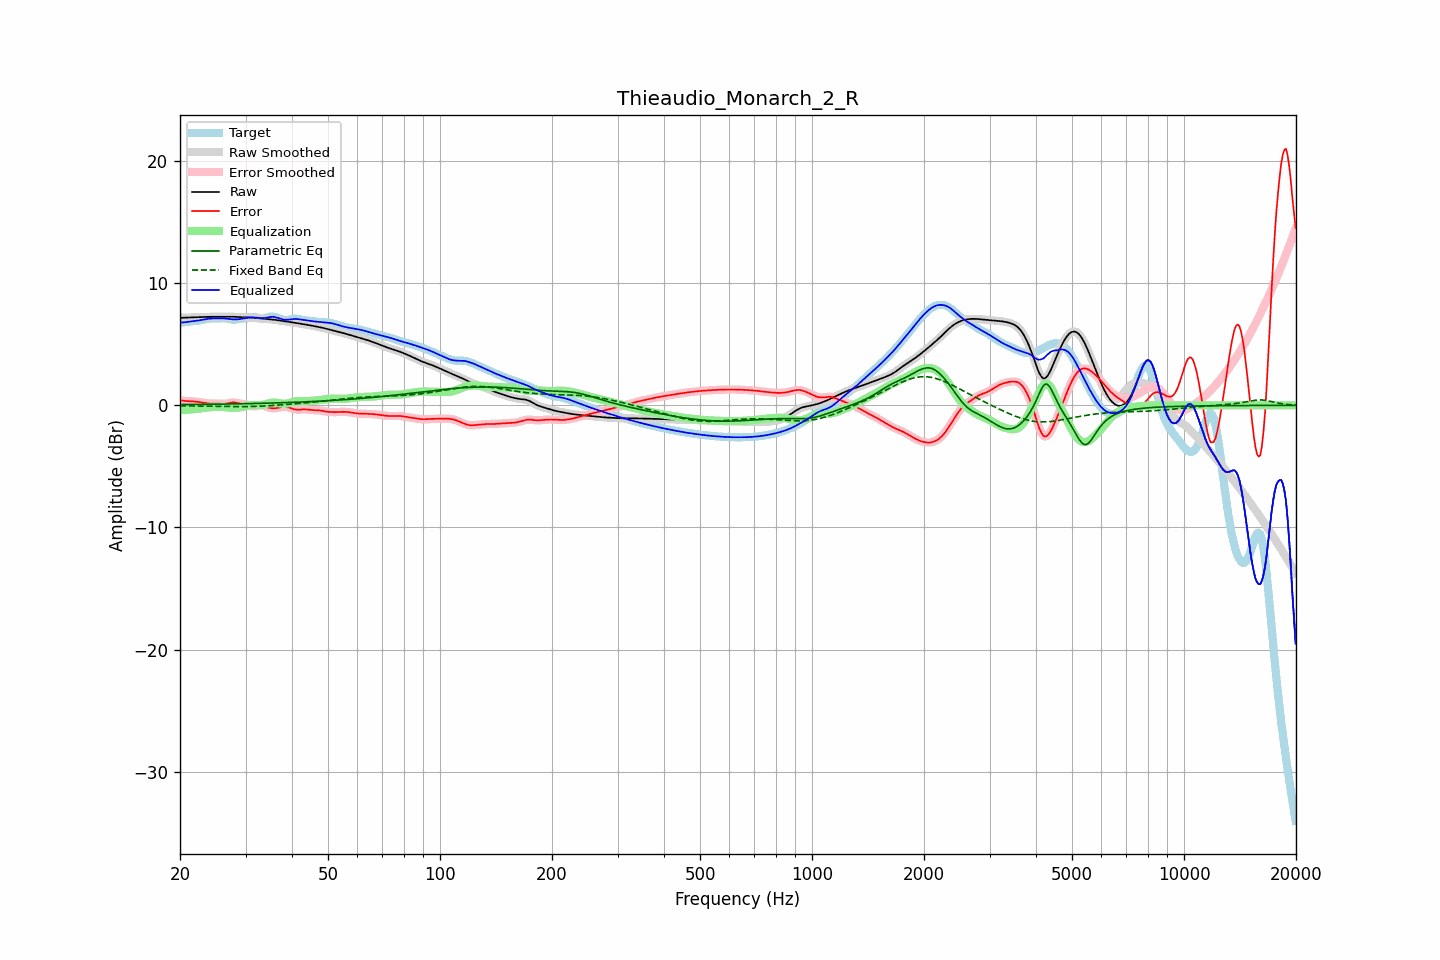 Thieaudio_Monarch_2_R
Target
Raw Smoothed
Error Smoothed
Raw
Error
Equalization
Parametric Eq
Fixed Band Eq
Equalized
20
10
0
−10
−20
−30
Amplitude (dBr)
20
50
100
200
500
1000
2000
5000
10000
20000
Frequency (Hz)